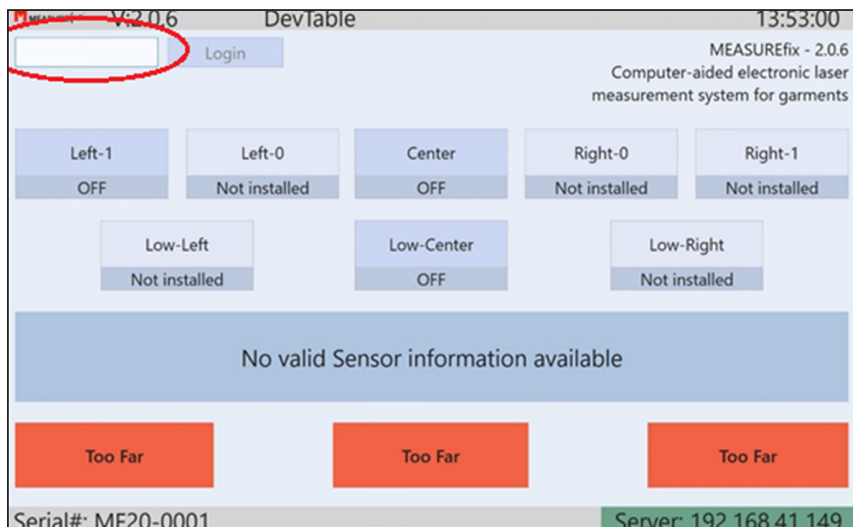 MEASUREfix V:2.0.6 DevTable 13:53:00
Login
MEASUREfix - 2.0.6
Computer-aided electronic laser
measurement system for garments
Left-1 Left-0 Center Right-0 Right-1
OFF Not installed OFF Not installed Not installed
Low-Left Low-Center Low-Right
Not installed OFF Not installed
No valid Sensor information available
Too Far Too Far Too Far
Serial#: MF20-0001 Server: 192.168.41.149